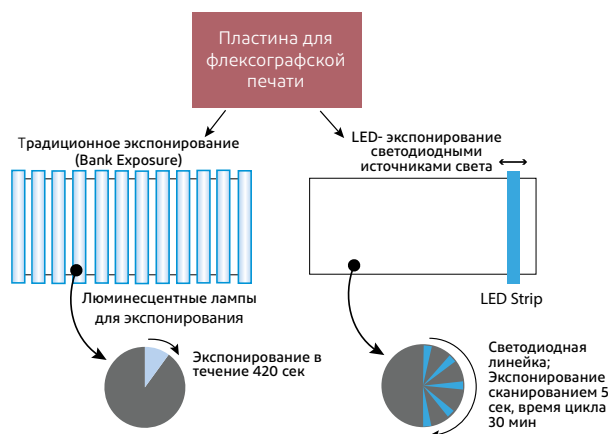 Пластина для
флексографской
печати
Традиционное экспонирование
(Bank Exposure)
LED- экспонирование
светодиодными
источниками света
Люминесцентные лампы
для экспонирования
LED Strip
Экспонирование в
течение 420 сек
Светодиодная
линейка;
Экспонирование
сканированием 5
сек, время цикла
30 мин